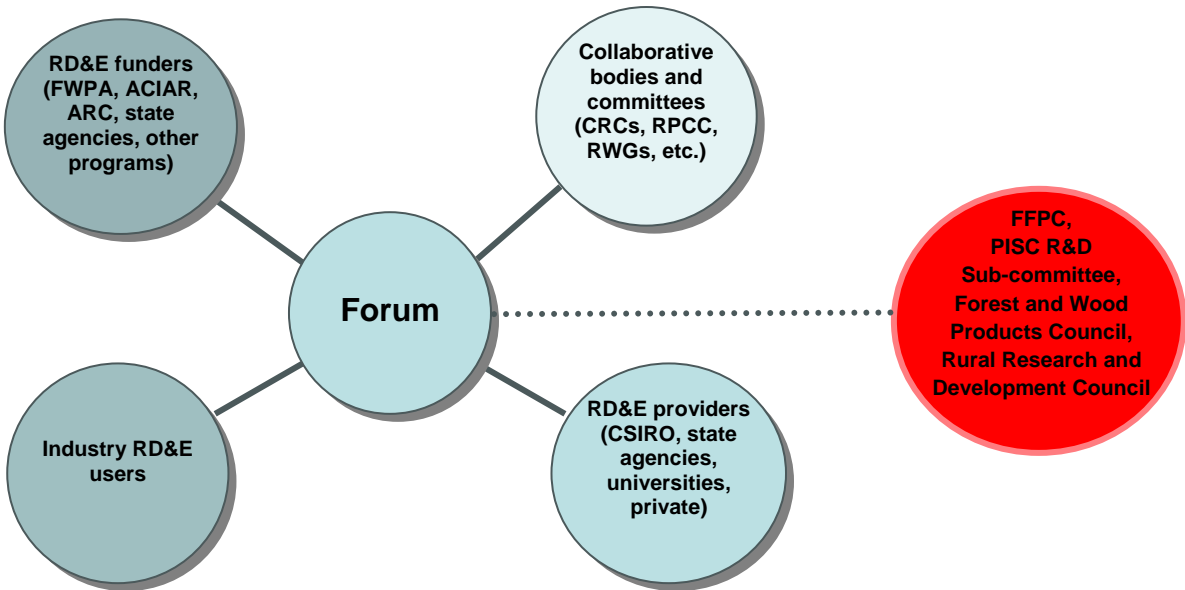 RD&E funders
(FWPA, ACIAR,
ARC, state
agencies, other
programs)
Collaborative
bodies and
committees
(CRCs, RPCC,
RWGs, etc.)
FFPC,
PISC R&D
Sub-committee,
Forest and Wood
Products Council,
Rural Research and
Development Council
Forum
Industry RD&E
users
RD&E providers
(CSIRO, state
agencies,
universities,
private)